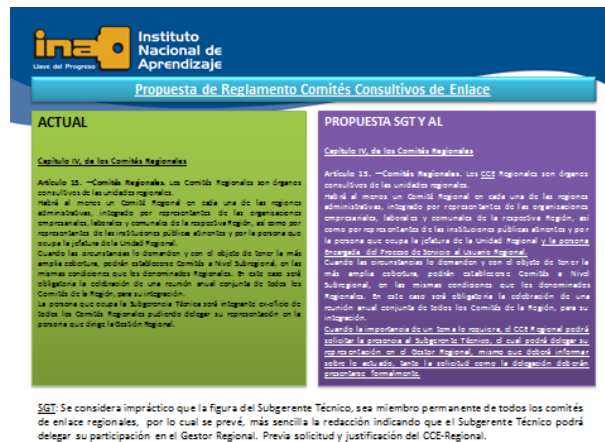 ina
Llave del Progreso
Instituto
Nacional de
Aprendizaje
Propuesta de Reglamento Comités Consultivos de Enlace
ACTUAL
Capítulo IV, de los Comités Regionales
Artículo 15. —Comités Regionales. Los Comités Regionales son órganos
consultivos de las unidades regionales.
Habrá al menos un Comité Regional en cada una de las regiones
administrativas, integrado por representantes de las organizaciones
empresariales, laborales y comunales de la respectiva Región, así como por
representantes de las instituciones públicas atinentes y por la persona que
ocupa la jefatura de la Unidad Regional.
Cuando las circunstancias lo demanden y con el objeto de tener la más
amplia cobertura, podrán establecerse Comités a Nivel Subregional, en las
mismas condiciones que los denominados Regionales. En este caso será
obligatoria la celebración de una reunión anual conjunta de todos los
Comités de la Región, para su integración.
La persona que ocupa la Subgerencia Técnica será integrante ex-oficio de
todos los Comités Regionales pudiendo delegar su representación en la
persona que dirige la Gestión Regional.
PROPUESTA SGT Y AL
Capítulo IV, de los Comités Regionales
Artículo 15. —Comités Regionales. Los CCE Regionales son órganos
consultivos de las unidades regionales.
Habrá al menos un Comité Regional en cada una de las regiones
administrativas, integrado por representantes de las organizaciones
empresariales, laborales y comunales de la respectiva Región, así
como por representantes de las instituciones públicas atinentes y por
la persona que ocupa la jefatura de la Unidad Regional y la persona
Encargada del Proceso de Servicio al Usuario Regional.
Cuando las circunstancias lo demanden y con el objeto de tener la
más amplia cobertura, podrán establecerse Comités a Nivel
Subregional, en las mismas condiciones que los denominados
Regionales. En este caso será obligatoria la celebración de una
reunión anual conjunta de todos los Comités de la Región, para su
integración.
Cuando la importancia de un tema lo requiera, el CCE Regional podrá
solicitar la presencia al Subgerente Técnico, el cual podrá delegar su
representación en el Gestor Regional, mismo que deberá informar
sobre lo actuado, tanto la solicitud como la delegación deberán
presentarse formalmente.
SGT: Se considera impráctico que la figura del Subgerente Técnico, sea miembro permanente de todos los comités
de enlace regionales, por lo cual se prevé, más sencilla la redacción indicando que el Subgerente Técnico podrá
delegar su participación en el Gestor Regional. Previa solicitud y justificación del CCE-Regional.